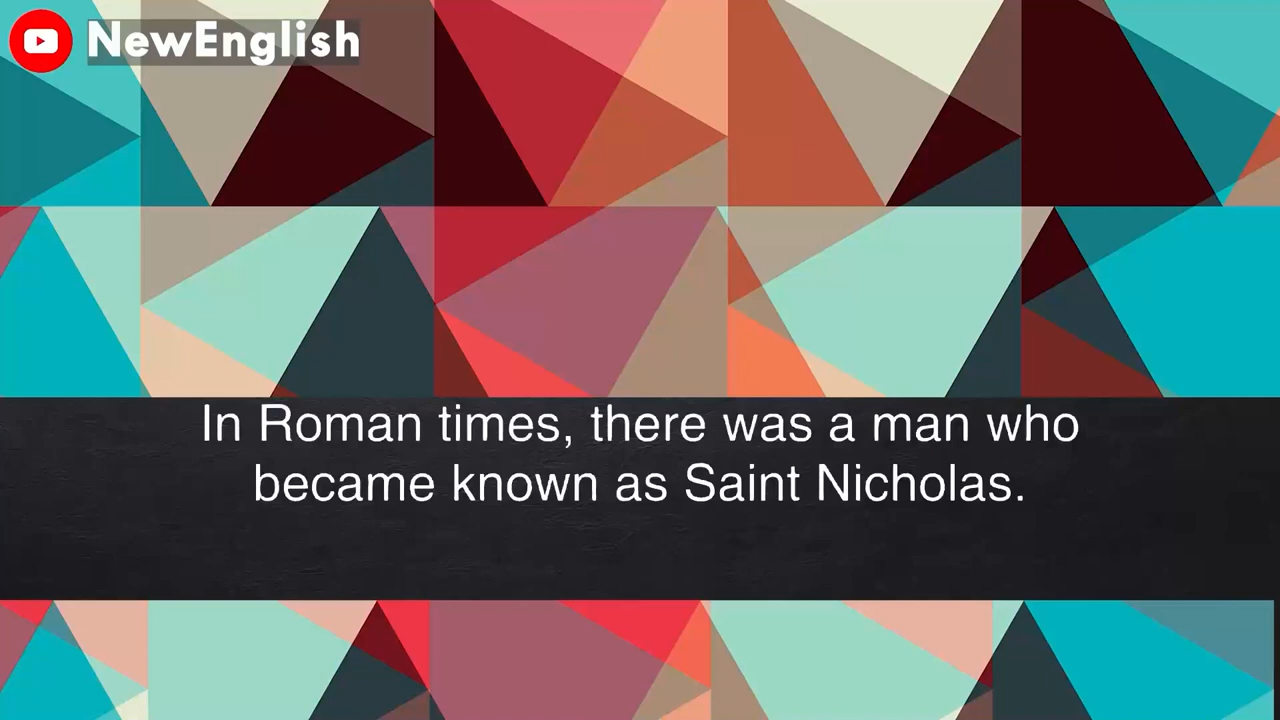 NewEnglish
In Roman times, there was a man who
became known as Saint Nicholas.